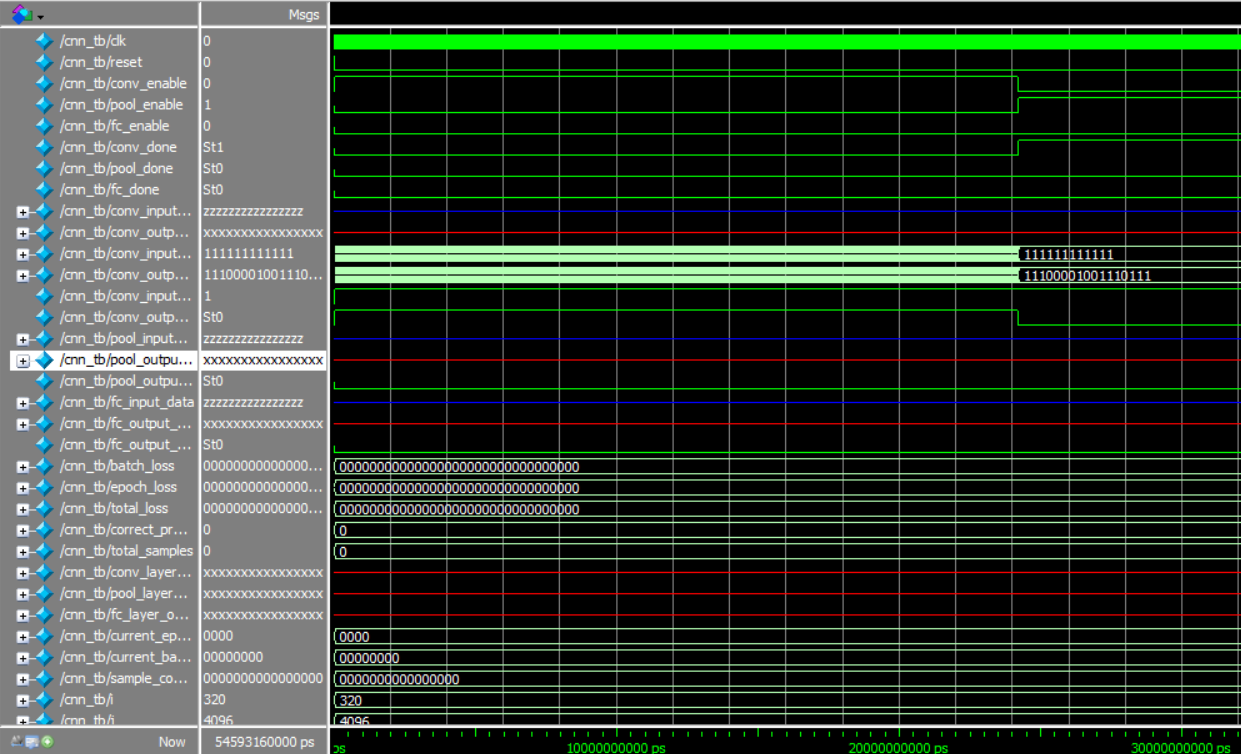 Msgs
/cnn_tb/clk 0
/cnn_tb/reset 0
/cnn_tb/conv_enable 0
/cnn_tb/pool_enable 1
/cnn_tb/fc_enable 0
/cnn_tb/conv_done St1
/cnn_tb/pool_done St0
/cnn_tb/fc_done St0
/cnn_tb/conv_input... zzzzzzzzzzzzzzzz
/cnn_tb/conv_outp... xxxxxxxxxxxxxxxx
/cnn_tb/conv_input... 111111111111 111111111111
/cnn_tb/conv_outp... 11100001001110... 11100001001110111
/cnn_tb/conv_input... 1
/cnn_tb/conv_outp... St0
/cnn_tb/pool_input... zzzzzzzzzzzzzzzz
/cnn_tb/pool_outpu... xxxxxxxxxxxxxxxx
/cnn_tb/pool_outpu... St0
/cnn_tb/fc_input_data zzzzzzzzzzzzzzzz
/cnn_tb/fc_output_... xxxxxxxxxxxxxxxx
/cnn_tb/fc_output_... St0
/cnn_tb/batch_loss 00000000000000... 00000000000000000000000000000000
/cnn_tb/epoch_loss 00000000000000... 00000000000000000000000000000000
/cnn_tb/total_loss 00000000000000... 00000000000000000000000000000000
/cnn_tb/correct_pr... 0 0
/cnn_tb/total_samples 0 0
/cnn_tb/conv_layer... xxxxxxxxxxxxxxxx
/cnn_tb/pool_layer... xxxxxxxxxxxxxxxx
/cnn_tb/fc_layer_o... xxxxxxxxxxxxxxxx
/cnn_tb/current_ep... 0000 0000
/cnn_tb/current_ba... 00000000 00000000
/cnn_tb/sample_co... 0000000000000000 0000000000000000
/cnn_tb/i 320 320
/cnn_tb/j 4096 4096
Now 54593160000 ps ps 10000000000 ps 20000000000 ps 30000000000 ps